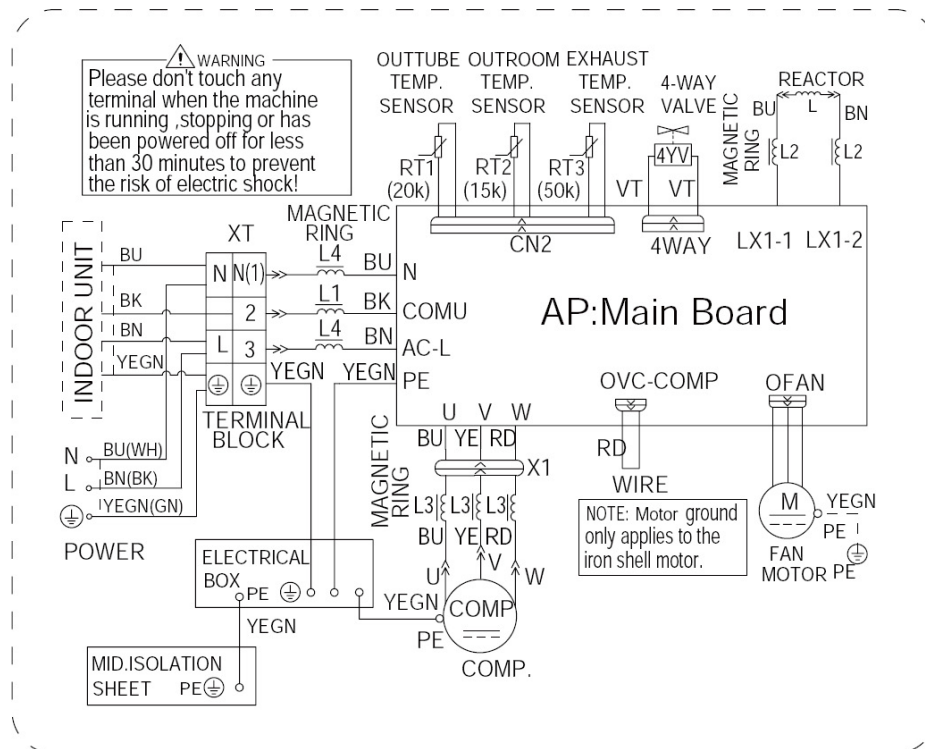 WARNING
Please don't touch any
terminal when the machine
is running ,stopping or has
been powered off for less
than 30 minutes to prevent
the risk of electric shock!
OUTTUBE OUTROOM EXHAUST
TEMP. TEMP. TEMP.
SENSOR SENSOR SENSOR
RT1 RT2 RT3
(20k) (15k) (50k)
CN2
4-WAY
VALVE
4YV
VT VT
4WAY
MAGNETIC
RING
REACTOR
BU L BN
L2 L2
LX1-1 LX1-2
INDOOR UNIT
BU
BK
BN
YEGN
XT
N N(1)
2
L 3
TERMINAL
BLOCK
MAGNETIC
RING
L4 BU N
L1 BK COMU
L4 BN AC-L
YEGN YEGN PE
AP:Main Board
OVC-COMP
RD
WIRE
OFAN
M
YEGN
PE
FAN
MOTOR PE
NOTE: Motor ground
only applies to the
iron shell motor.
U V W
BU YE RD
X1
MAGNETIC
RING
L3 L3 L3
BU YE RD
U V W
YEGN
PE
COMP
COMP.
N BU(WH)
L BN(BK)
YEGN(GN)
POWER
ELECTRICAL
BOX PE
YEGN
MID.ISOLATION
SHEET PE